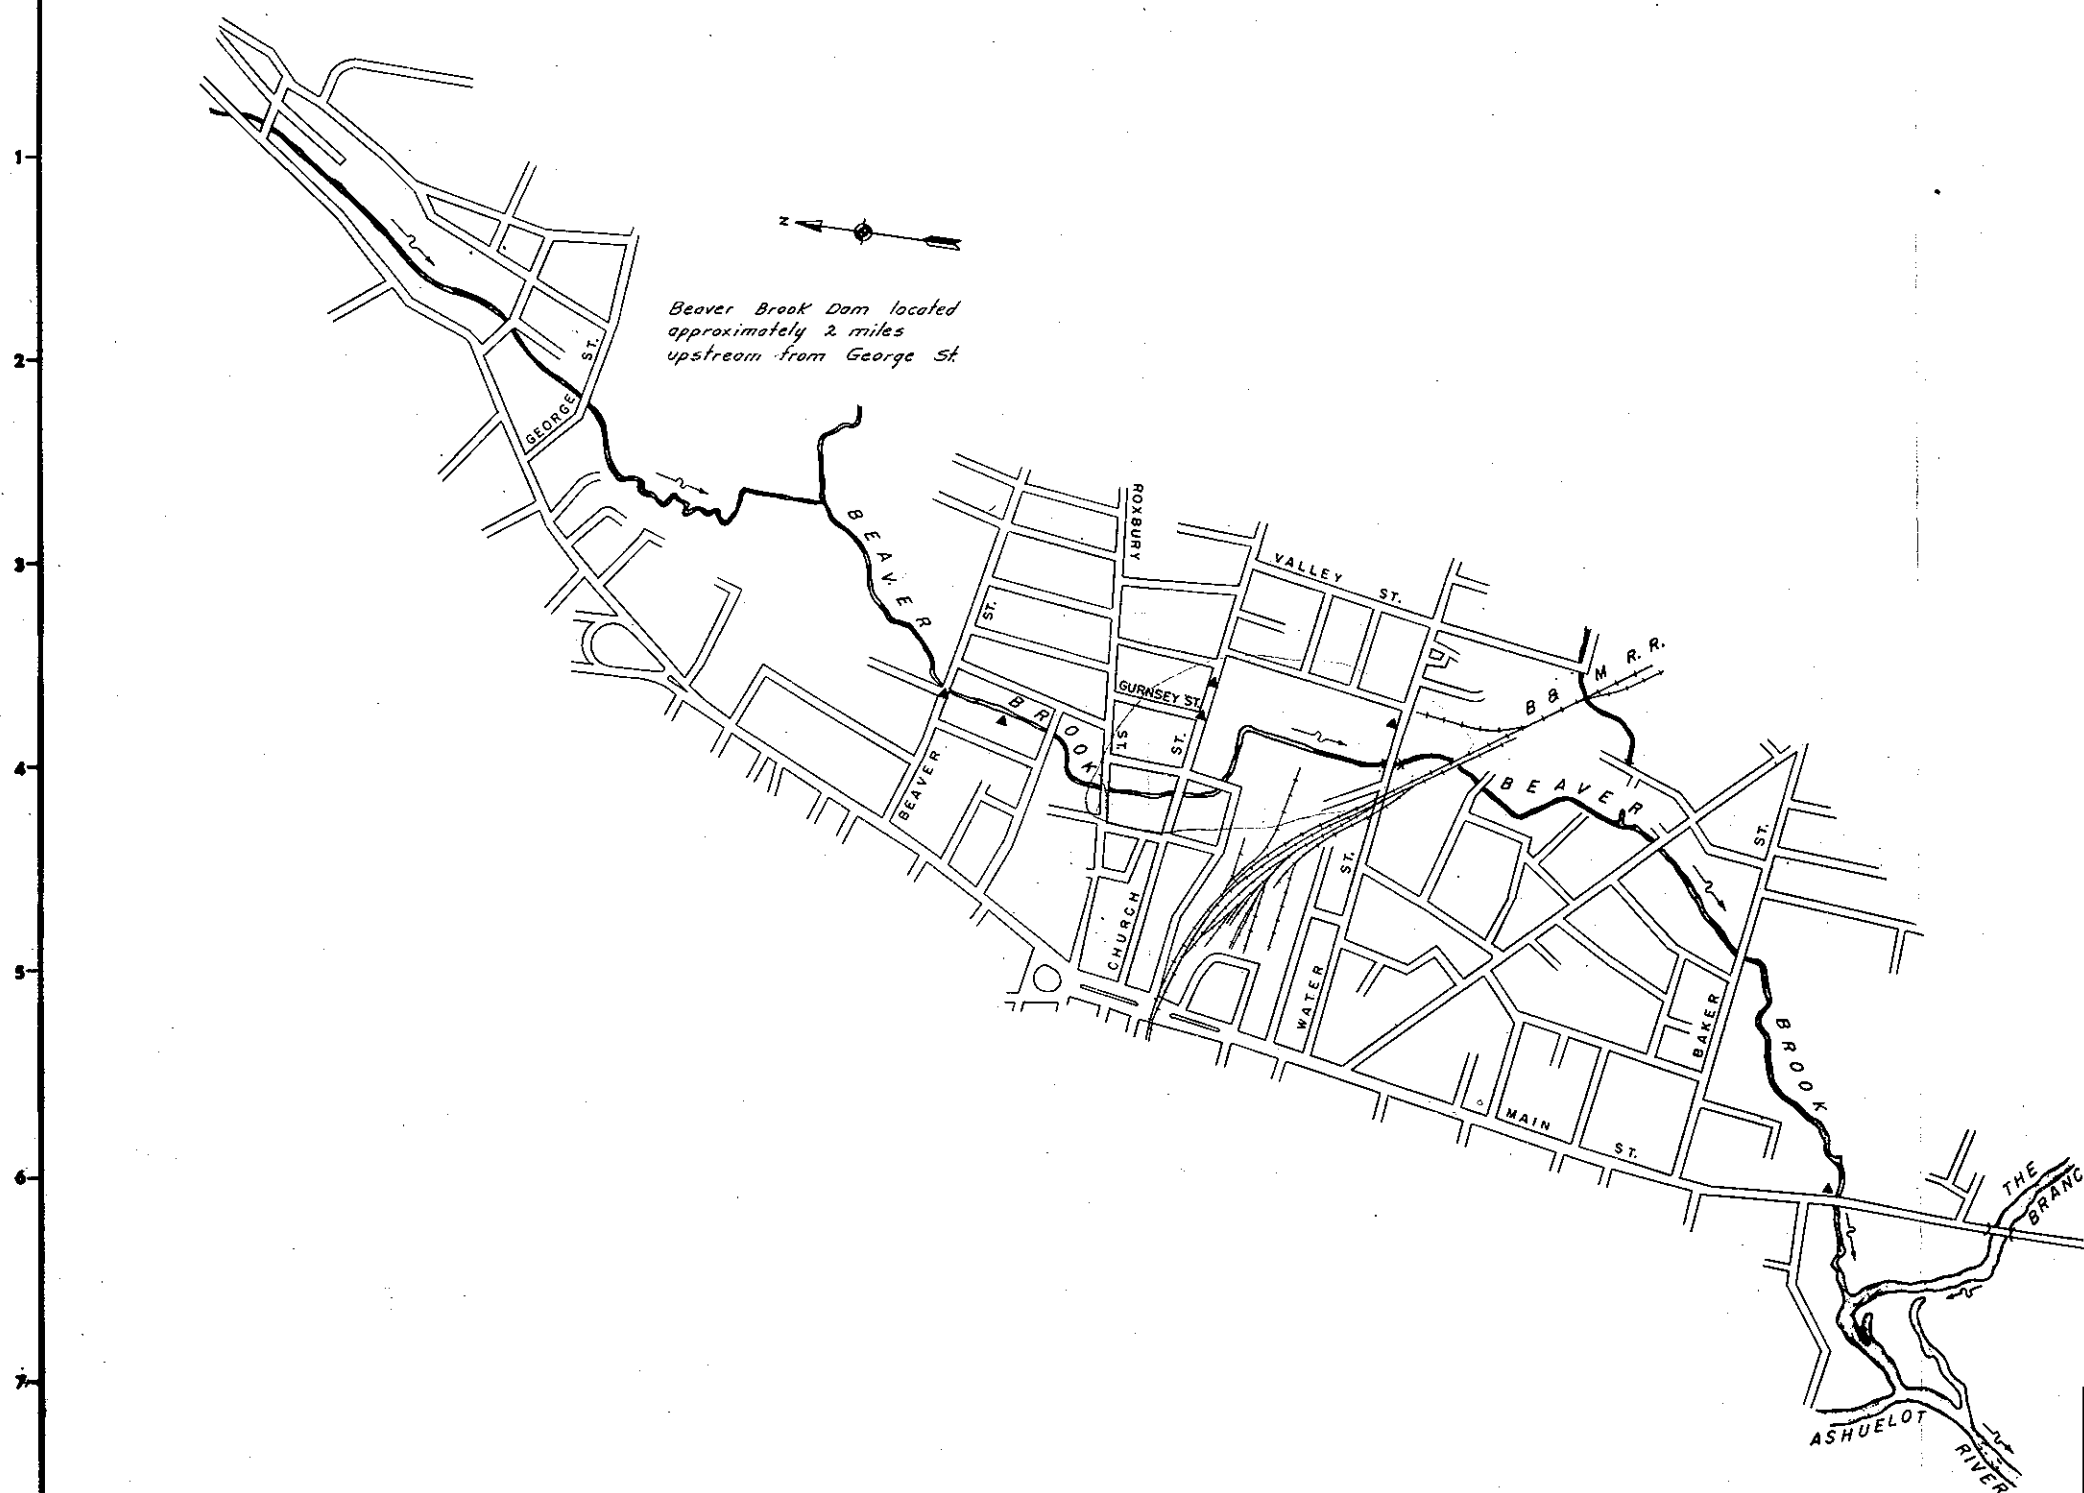 1
N
Beaver Brook Dam located
approximately 2 miles
upstream from George St.
2
GEORGE ST.
BEAVER
ROXBURY ST.
3
VALLEY ST.
ST.
B & M R. R.
GURNSEY ST.
BROOK
ST.
4
BEAVER
BEAVER
ST.
ST.
CHURCH
5
WATER
BAKER
BROOK
MAIN ST.
6
THE
BRANC
7
ASHUELOT
RIVER